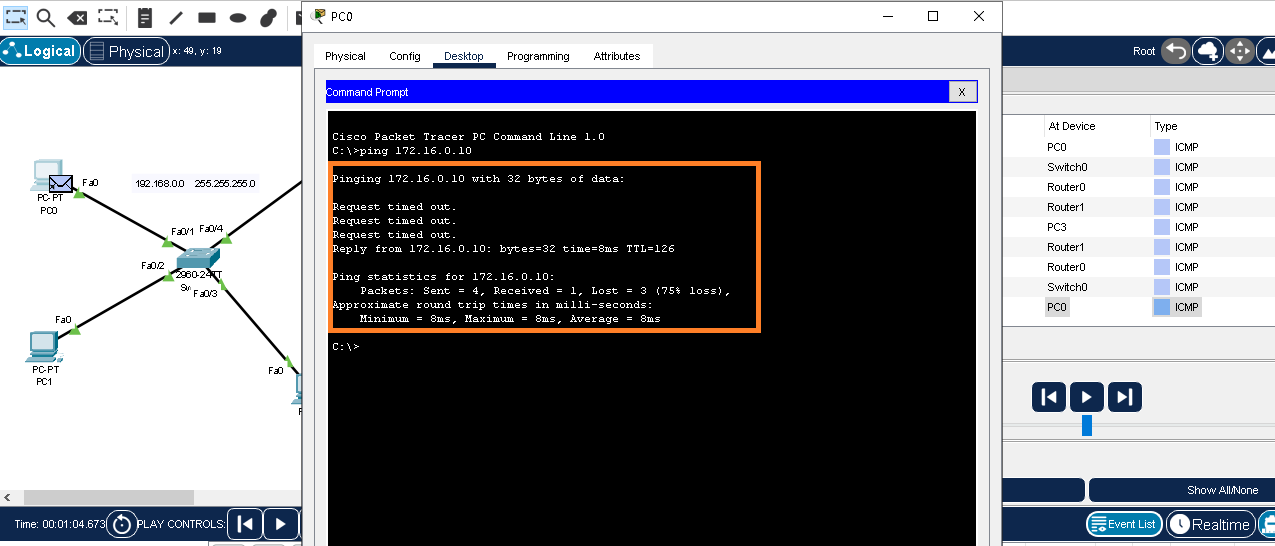 PC0
Logical
Physical
x: 49, y: 19
Root
Physical
Config
Desktop
Programming
Attributes
Command Prompt
X
Cisco Packet Tracer PC Command Line 1.0
C:\>ping 172.16.0.10
Pinging 172.16.0.10 with 32 bytes of data:
Request timed out.
Request timed out.
Request timed out.
Reply from 172.16.0.10: bytes=32 time=8ms TTL=126
Ping statistics for 172.16.0.10:
Packets: Sent = 4, Received = 1, Lost = 3 (75% loss),
Approximate round trip times in milli-seconds:
Minimum = 8ms, Maximum = 8ms, Average = 8ms
C:\>
Fa0
PC-PT
PC0
192.168.0.0 255.255.255.0
Fa0/1
Fa0/4
Fa0/2
2960-24TT
Fa0/3
Fa0
PC-PT
PC1
Fa0
At Device Type
PC0 ICMP
Switch0 ICMP
Router0 ICMP
Router1 ICMP
PC3 ICMP
Router1 ICMP
Router0 ICMP
Switch0 ICMP
PC0 ICMP
Show All/None
Time: 00:01:04.673
PLAY CONTROLS:
Event List
Realtime